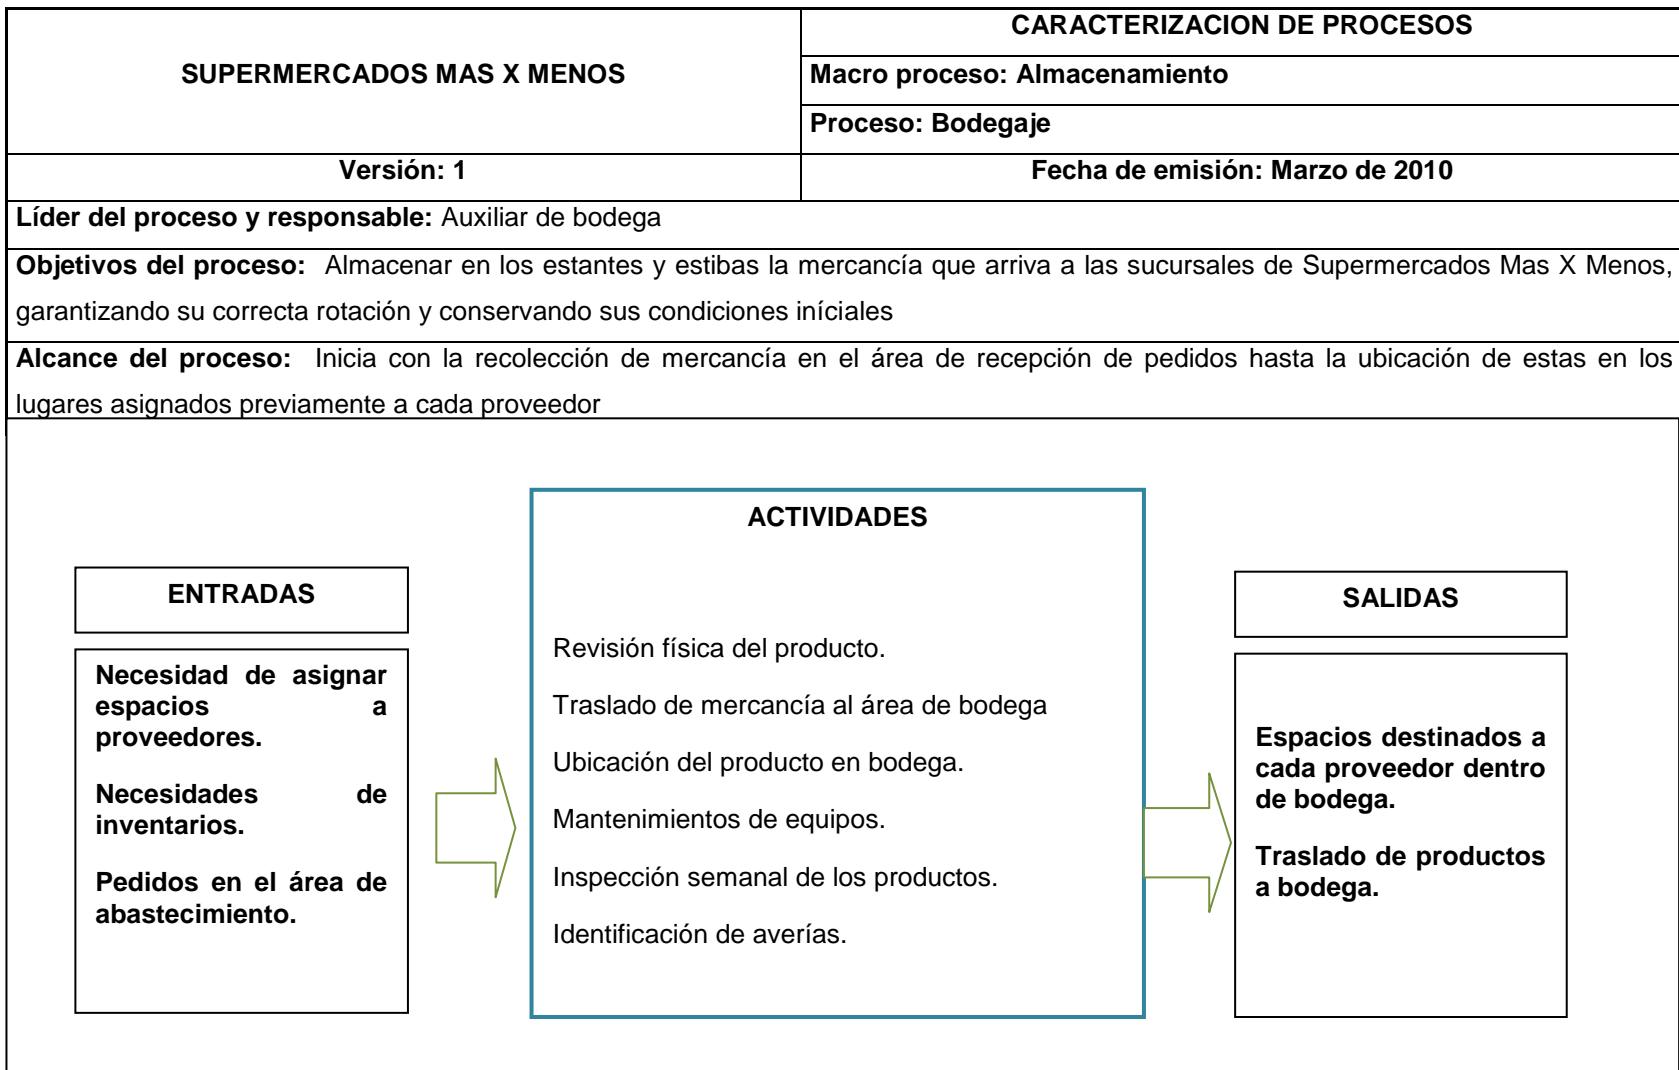 SUPERMERCADOS MAS X MENOS
CARACTERIZACION DE PROCESOS
Macro proceso: Almacenamiento
Proceso: Bodegaje
Versión: 1
Fecha de emisión: Marzo de 2010
Líder del proceso y responsable: Auxiliar de bodega
Objetivos del proceso: Almacenar en los estantes y estibas la mercancía que arriva a las sucursales de Supermercados Mas X Menos,
garantizando su correcta rotación y conservando sus condiciones iníciales
Alcance del proceso: Inicia con la recolección de mercancía en el área de recepción de pedidos hasta la ubicación de estas en los
lugares asignados previamente a cada proveedor
ENTRADAS
Necesidad de asignar
espacios a
proveedores.
Necesidades de
inventarios.
Pedidos en el área de
abastecimiento.
ACTIVIDADES
Revisión física del producto.
Traslado de mercancía al área de bodega
Ubicación del producto en bodega.
Mantenimientos de equipos.
Inspección semanal de los productos.
Identificación de averías.
SALIDAS
Espacios destinados a
cada proveedor dentro
de bodega.
Traslado de productos
a bodega.